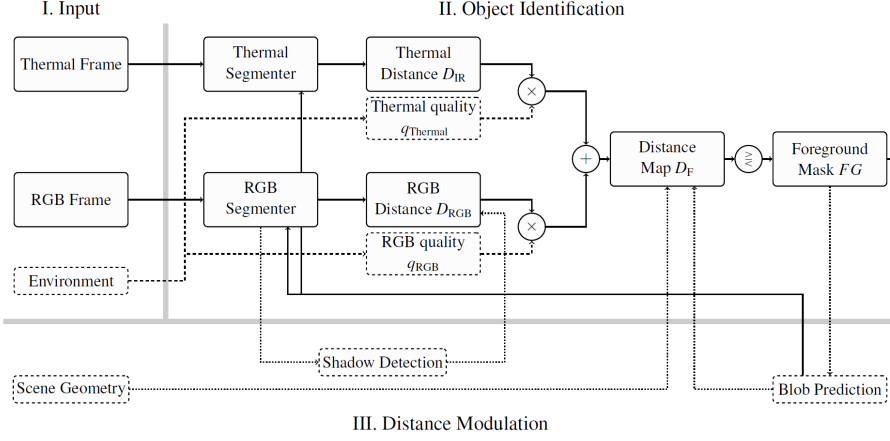 I. Input
II. Object Identification
Thermal Frame
Thermal
Segmenter
Thermal
Distance D_IR
×
Thermal quality
q_Thermal
+
Distance
Map D_F
≷
Foreground
Mask FG
RGB Frame
RGB
Segmenter
RGB
Distance D_RGB
×
RGB quality
q_RGB
Environment
Shadow Detection
Scene Geometry
Blob Prediction
III. Distance Modulation